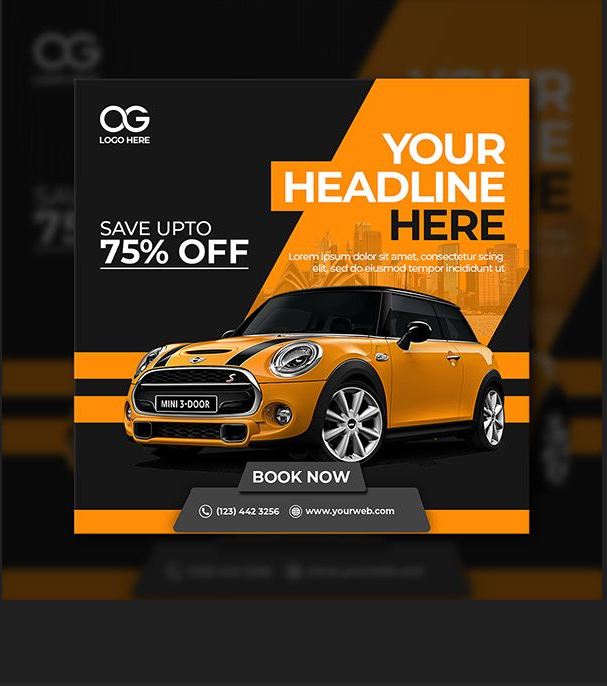 OG
LOGO HERE
YOUR
HEADLINE
HERE
SAVE UPTO
75% OFF
Lorem ipsum dolor sit amet, consectetur scing
elit, sed do eiusmod tempor incididunt ut
MINI 3-DOOR
BOOK NOW
(123) 442 3256 www.yourweb.com